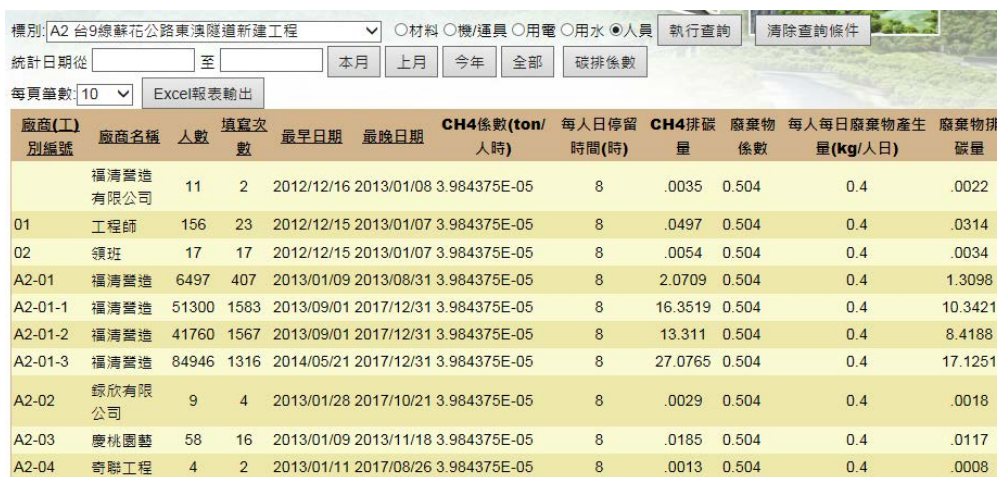 標別: A2 台9線蘇花公路東澳隧道新建工程 ○材料 ○機/運具 ○用電 ○用水 ◉人員 執行查詢 清除查詢條件
統計日期從 至 本月 上月 今年 全部 碳排係數
每頁筆數: 10 Excel報表輸出
廠商(工)別編號 廠商名稱 人數 填寫次數 最早日期 最晚日期 CH4係數(ton/人時) 每人日停留時間(時) CH4排碳量 廢棄物係數 每人每日廢棄物產生量(kg/人日) 廢棄物排碳量
福清營造有限公司 11 2 2012/12/16 2013/01/08 3.984375E-05 8 .0035 0.504 0.4 .0022
01 工程師 156 23 2012/12/15 2013/01/07 3.984375E-05 8 .0497 0.504 0.4 .0314
02 領班 17 17 2012/12/15 2013/01/07 3.984375E-05 8 .0054 0.504 0.4 .0034
A2-01 福清營造 6497 407 2013/01/09 2013/08/31 3.984375E-05 8 2.0709 0.504 0.4 1.3098
A2-01-1 福清營造 51300 1583 2013/09/01 2017/12/31 3.984375E-05 8 16.3519 0.504 0.4 10.3421
A2-01-2 福清營造 41760 1567 2013/09/01 2017/12/31 3.984375E-05 8 13.311 0.504 0.4 8.4188
A2-01-3 福清營造 84946 1316 2014/05/21 2017/12/31 3.984375E-05 8 27.0765 0.504 0.4 17.1251
A2-02 錼欣有限公司 9 4 2013/01/28 2017/10/21 3.984375E-05 8 .0029 0.504 0.4 .0018
A2-03 慶桃園藝 58 16 2013/01/09 2013/11/18 3.984375E-05 8 .0185 0.504 0.4 .0117
A2-04 奇聯工程 4 2 2013/01/11 2017/08/26 3.984375E-05 8 .0013 0.504 0.4 .0008